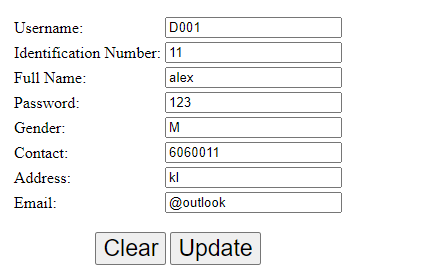 Username: D001
Identification Number: 11
Full Name: alex
Password: 123
Gender: M
Contact: 6060011
Address: kl
Email: @outlook
Clear Update